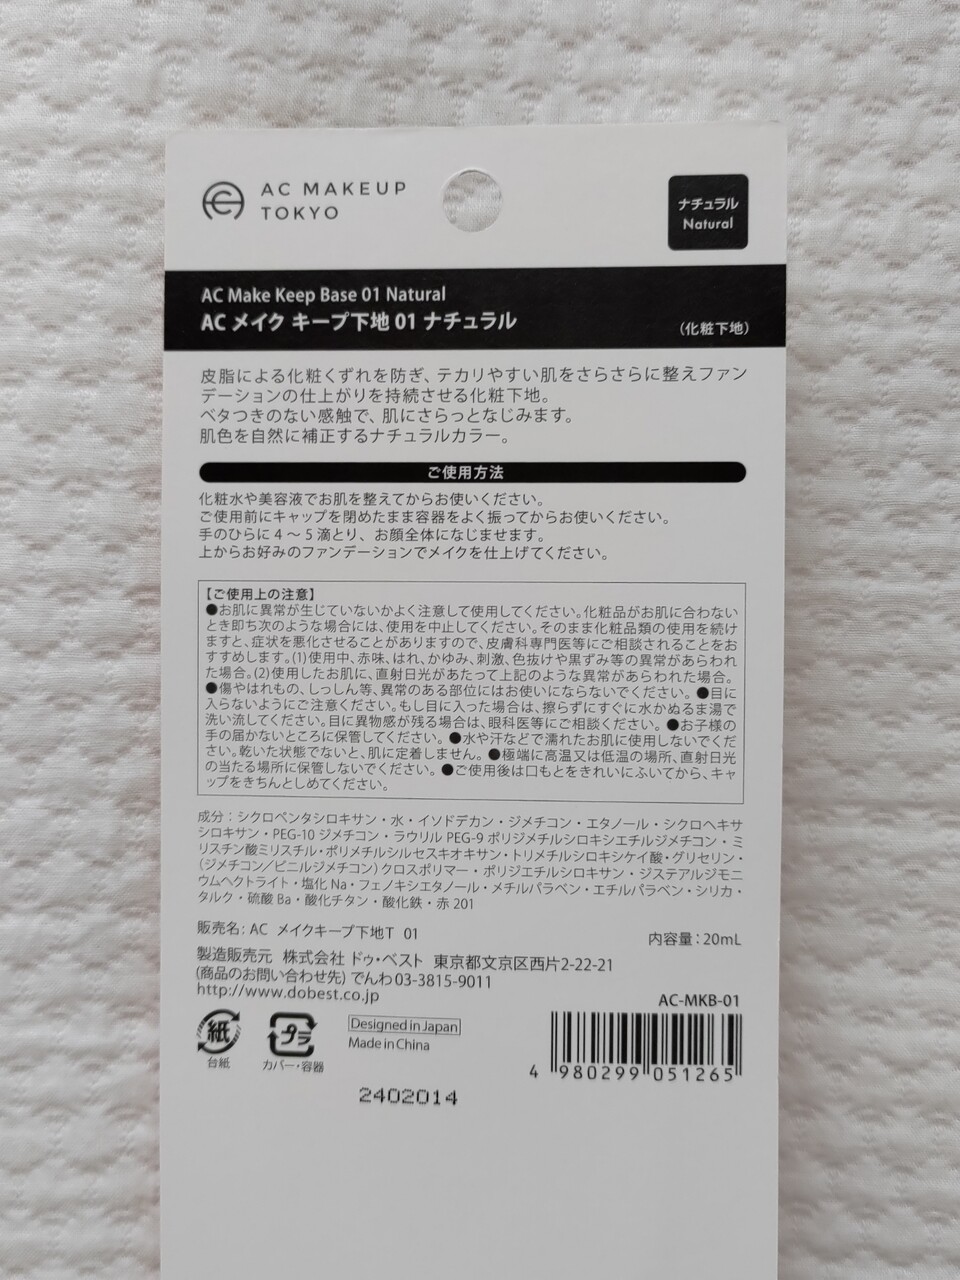 AC MAKEUP
TOKYO
ナチュラル
Natural
AC Make Keep Base 01 Natural
AC メイク キープ下地 01 ナチュラル
（化粧下地）
皮脂による化粧くずれを防ぎ、テカリやすい肌をさらさらに整えファン
デーションの仕上がりを持続させる化粧下地。
ベタつきのない感触で、肌にさらっとなじみます。
肌色を自然に補正するナチュラルカラー。
ご使用方法
化粧水や美容液でお肌を整えてからお使いください。
ご使用前にキャップを閉めたまま容器をよく振ってからお使いください。
手のひらに 4 ～ 5 滴とり、お顔全体になじませます。
上からお好みのファンデーションでメイクを仕上げてください。
【ご使用上の注意】
●お肌に異常が生じていないかよく注意して使用してください。化粧品がお肌に合わない
とき即ち次のような場合には、使用を中止してください。そのまま化粧品類の使用を続け
ますと、症状を悪化させることがありますので、皮膚科専門医等にご相談されることをお
すすめします。(1)使用中、赤味、はれ、かゆみ、刺激、色抜けや黒ずみ等の異常があらわれ
た場合。(2)使用したお肌に、直射日光があたって上記のような異常があらわれた場合。
●傷やはれもの、しっしん等、異常のある部位にはお使いにならないでください。●目に
入らないようにご注意ください。もし目に入った場合は、擦らずにすぐに水かぬるま湯で
洗い流してください。目に異物感が残る場合は、眼科医等にご相談ください。●お子様の
手の届かないところに保管してください。●水や汗などで濡れたお肌に使用しないでくだ
さい。乾いた状態でないと、肌に定着しません。●極端に高温又は低温の場所、直射日光
の当たる場所に保管しないでください。●ご使用後は口もとをきれいにふいてから、キャ
ップをきちんとしめてください。
成分：シクロペンタシロキサン・水・イソドデカン・ジメチコン・エタノール・シクロヘキサ
シロキサン・PEG-10 ジメチコン・ラウリル PEG-9 ポリジメチルシロキシエチルジメチコン・ミ
リスチン酸ミリスチル・ポリメチルシルセスキオキサン・トリメチルシロキシケイ酸・グリセリン・
（ジメチコン／ビニルジメチコン）クロスポリマー・ポリジエチルシロキサン・ジステアルジモニ
ウムヘクトライト・塩化 Na・フェノキシエタノール・メチルパラベン・エチルパラベン・シリカ・
タルク・硫酸 Ba・酸化チタン・酸化鉄・赤 201
販売名: AC メイクキープ下地T 01
内容量：20mL
製造販売元 株式会社 ドゥ・ベスト 東京都文京区西片2-22-21
(商品のお問い合わせ先) でんわ 03-3815-9011
http://www.dobest.co.jp
AC-MKB-01
紙
台紙
プラ
カバー・容器
Designed in Japan
Made in China
4 980299 051265
2402014